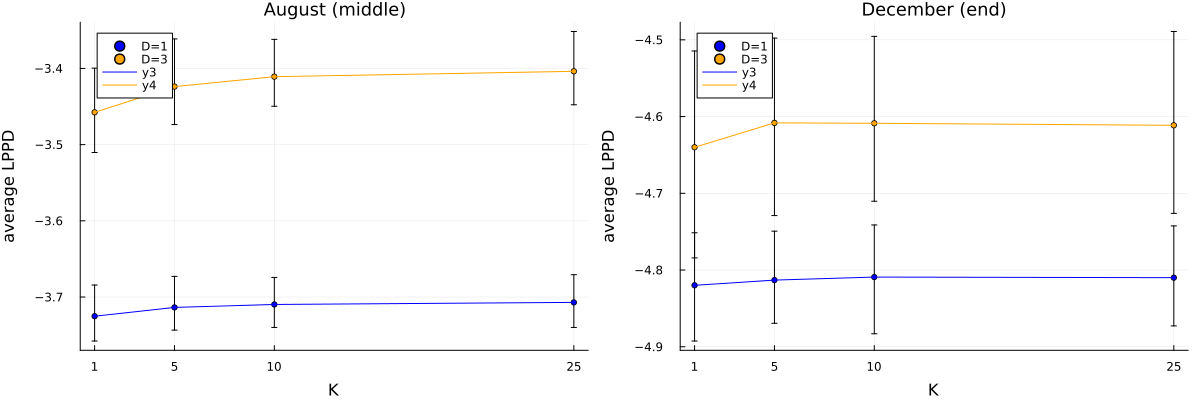 August (middle)
D=1
D=3
y3
y4
−3.4
−3.5
−3.6
−3.7
average LPPD
1
5
10
25
K
December (end)
D=1
D=3
y3
y4
−4.5
−4.6
−4.7
−4.8
−4.9
average LPPD
1
5
10
25
K